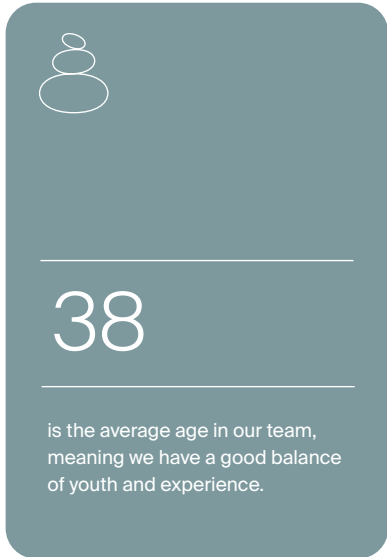 38
is the average age in our team,
meaning we have a good balance
of youth and experience.